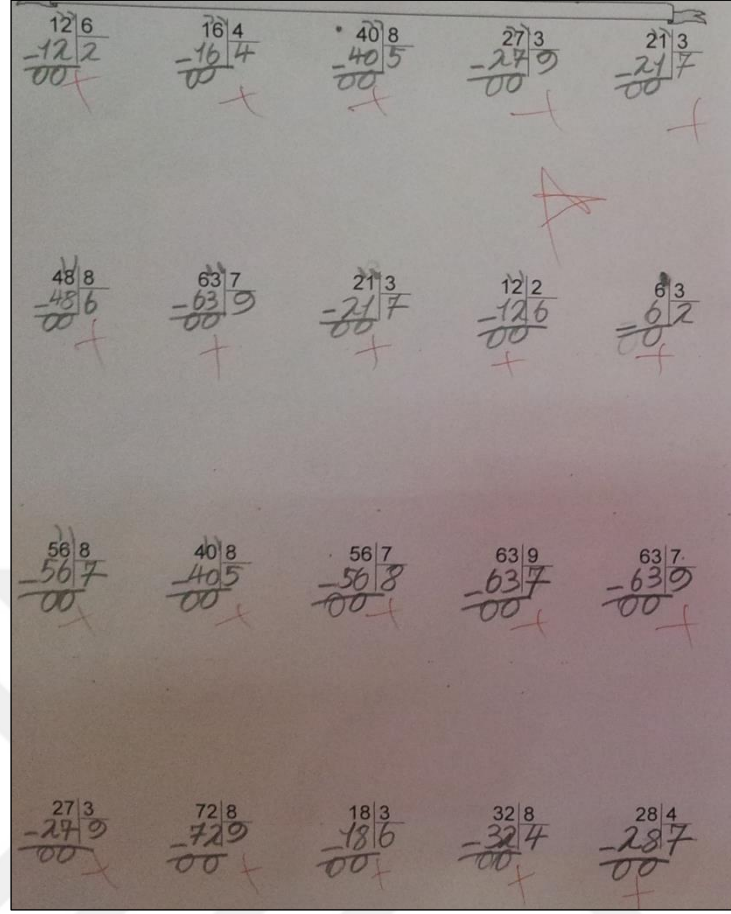 12 6 16 4 40 8 27 3 21 3
-12 2 -16 4 -40 5 -27 9 -21 7
00 00 00 00 00
+ + + + +
A
48 8 63 7 21 3 12 2 6 3
-48 6 -63 9 -21 7 -12 6 6 2
00 00 00 00 = 00
+ + + + +
56 8 40 8 56 7 63 9 63 7
-56 7 -40 5 -56 8 -63 7 -63 9
00 00 00 00 00
+ + + + +
27 3 72 8 18 3 32 8 28 4
-27 9 -72 9 -18 6 -32 4 -28 7
00 00 00 00 00
+ + + + +